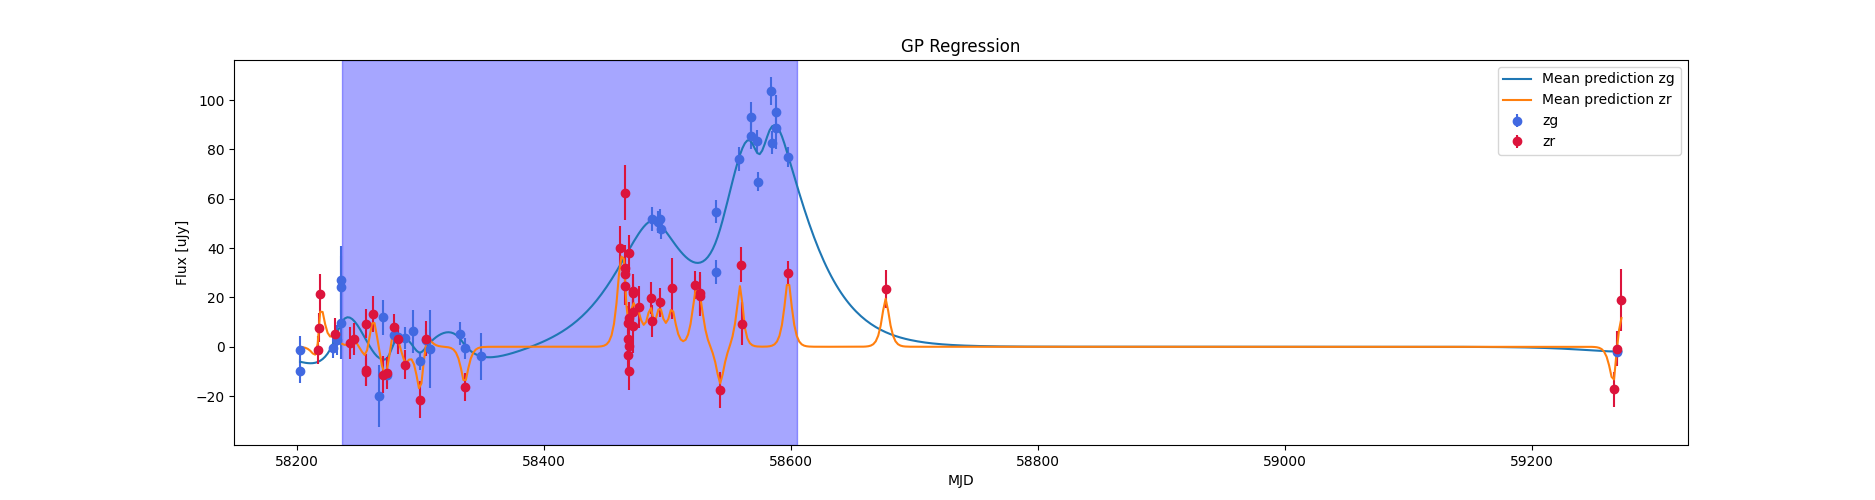 GP Regression
Mean prediction zg
Mean prediction zr
zg
zr
Flux [uJy]
100
80
60
40
20
0
−20
58200
58400
58600
58800
59000
59200
MJD